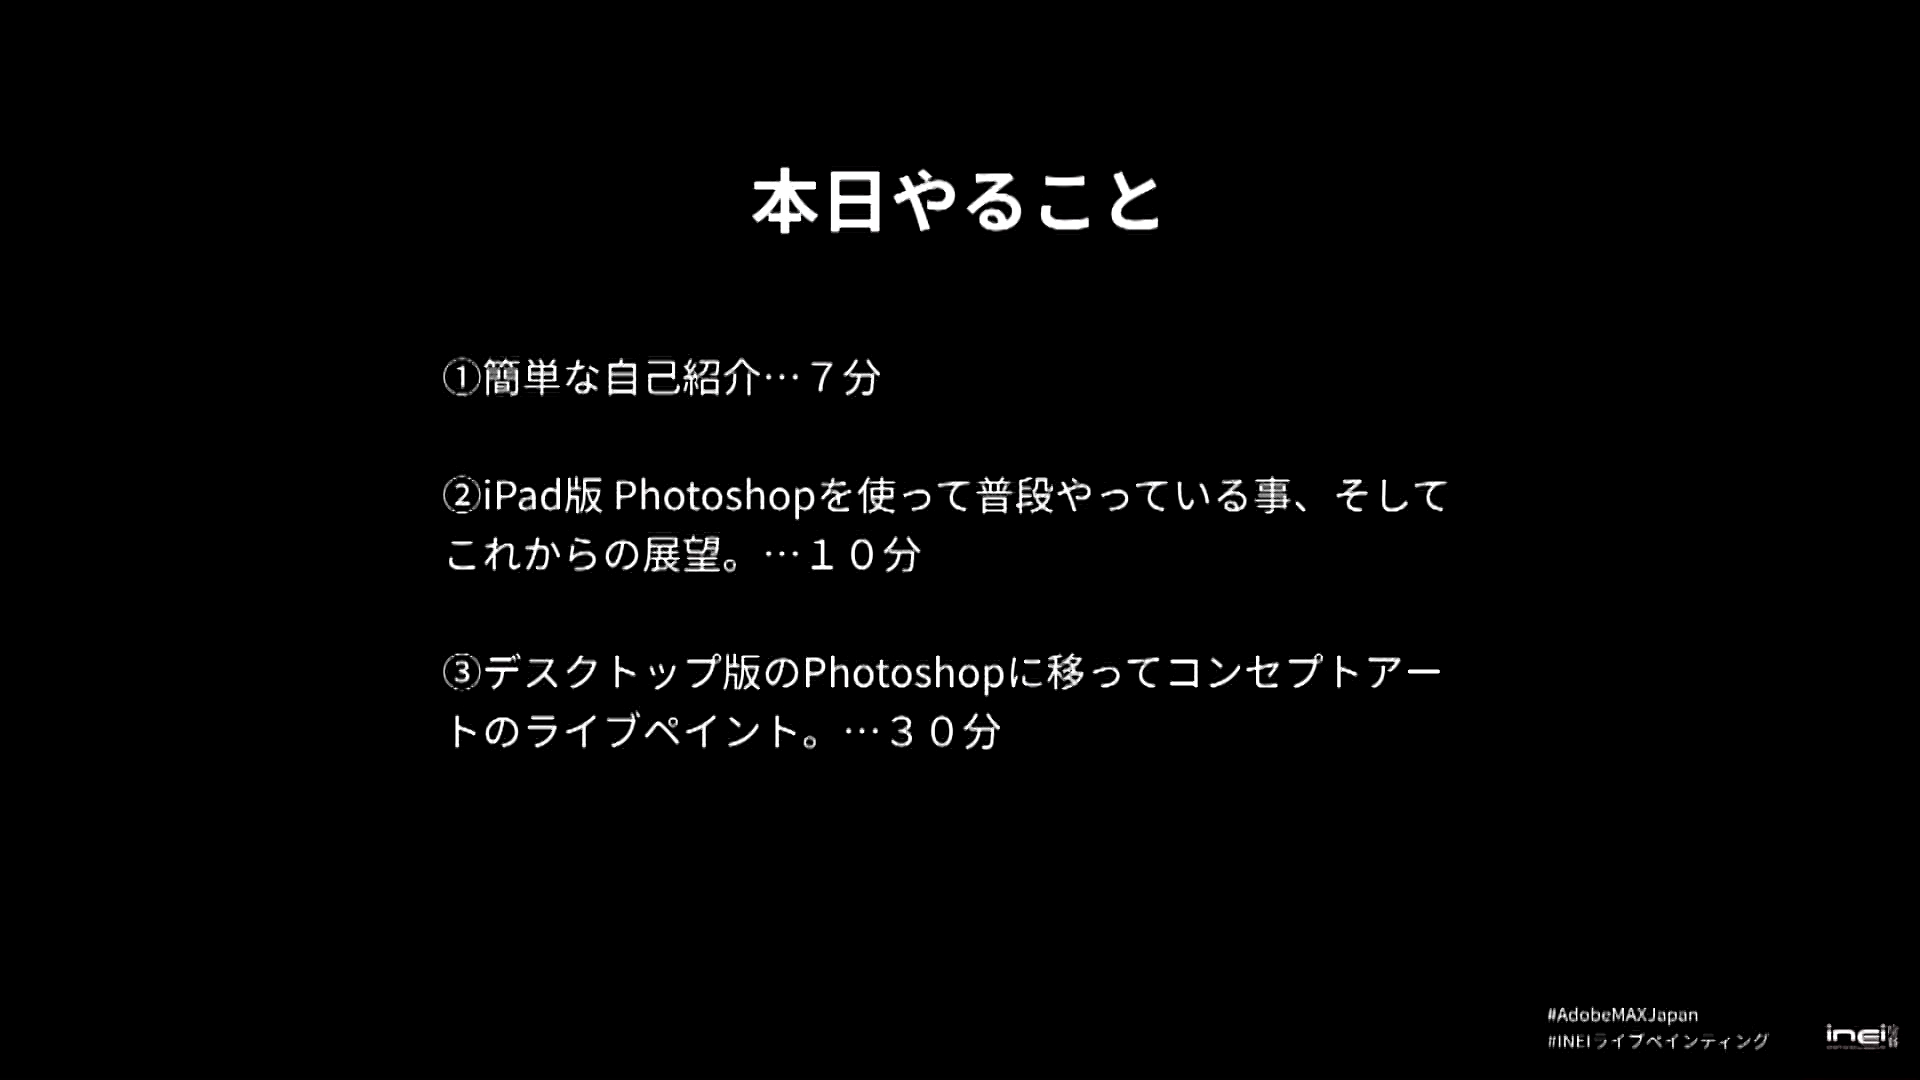 本日やること
①簡単な自己紹介…７分
②iPad版 Photoshopを使って普段やっている事、そして
これからの展望。…１０分
③デスクトップ版のPhotoshopに移ってコンセプトアー
トのライブペイント。…３０分
#AdobeMAXJapan
#INEIライブペインティング
inei